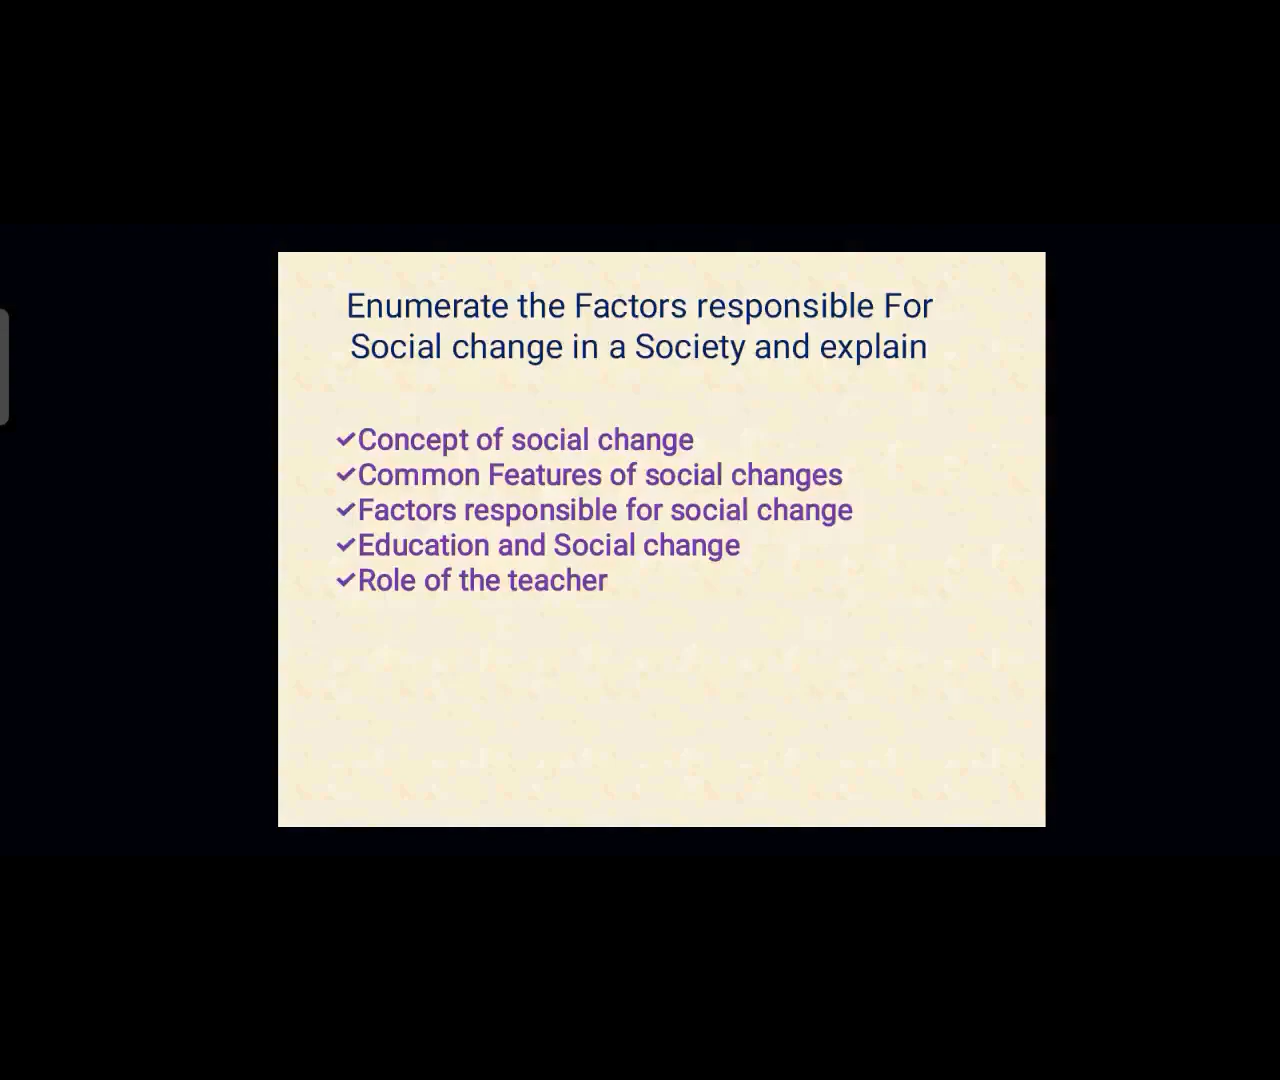 Enumerate the Factors responsible For
Social change in a Society and explain
✓Concept of social change
✓Common Features of social changes
✓Factors responsible for social change
✓Education and Social change
✓Role of the teacher